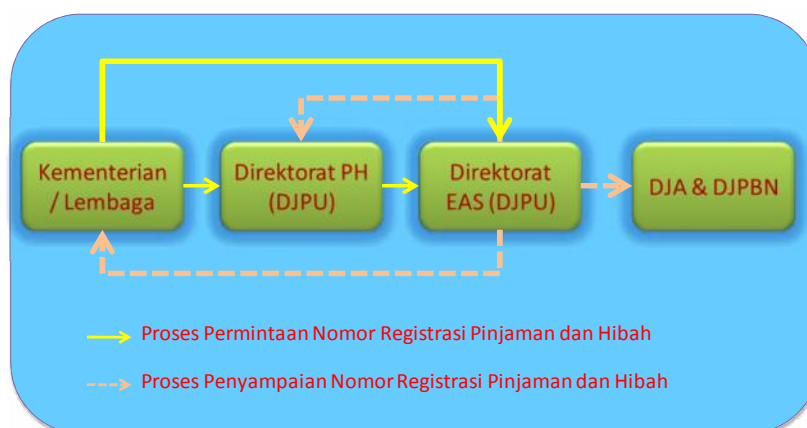 Kementerian
/ Lembaga
Direktorat PH
(DJPU)
Direktorat
EAS (DJPU)
DJA & DJPBN
Proses Permintaan Nomor Registrasi Pinjaman dan Hibah
Proses Penyampaian Nomor Registrasi Pinjaman dan Hibah